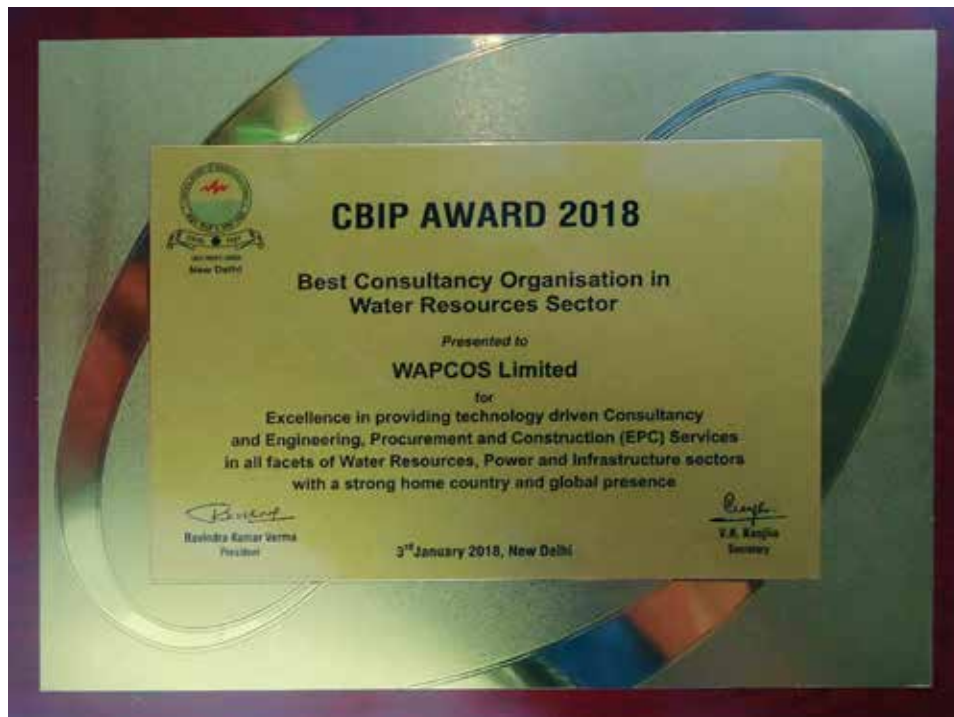 CBIP AWARD 2018
New Delhi
Best Consultancy Organisation in
Water Resources Sector
Presented to
WAPCOS Limited
for
Excellence in providing technology driven Consultancy
and Engineering, Procurement and Construction (EPC) Services
in all facets of Water Resources, Power and Infrastructure sectors
with a strong home country and global presence
Ravindra Kumar Verma
President
3rd January 2018, New Delhi
V.K. Kanjlia
Secretary